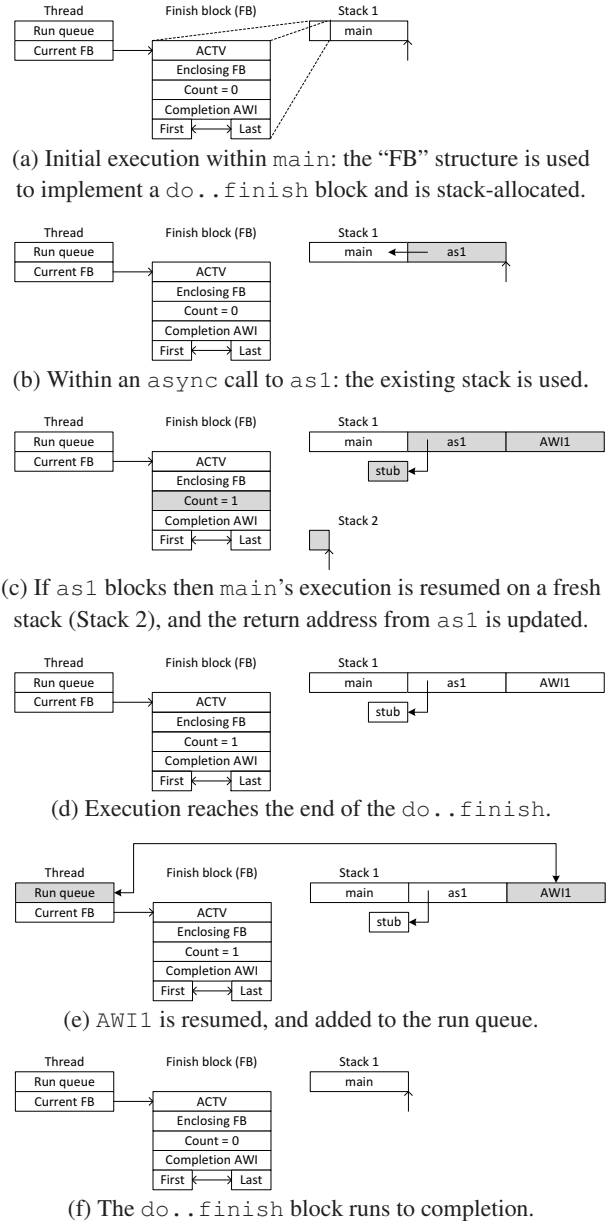 Thread Finish block (FB) Stack 1
Run queue main
Current FB ACTV
Enclosing FB
Count = 0
Completion AWI
First Last
(a) Initial execution within main: the “FB” structure is used
to implement a do..finish block and is stack-allocated.
Thread Finish block (FB) Stack 1
Run queue main as1
Current FB ACTV
Enclosing FB
Count = 0
Completion AWI
First Last
(b) Within an async call to as1: the existing stack is used.
Thread Finish block (FB) Stack 1
Run queue main as1 AWI1
Current FB ACTV
Enclosing FB stub
Count = 1
Completion AWI Stack 2
First Last
(c) If as1 blocks then main’s execution is resumed on a fresh
stack (Stack 2), and the return address from as1 is updated.
Thread Finish block (FB) Stack 1
Run queue main as1 AWI1
Current FB ACTV
Enclosing FB stub
Count = 1
Completion AWI
First Last
(d) Execution reaches the end of the do..finish.
Thread Finish block (FB) Stack 1
Run queue main as1 AWI1
Current FB ACTV
Enclosing FB stub
Count = 1
Completion AWI
First Last
(e) AWI1 is resumed, and added to the run queue.
Thread Finish block (FB) Stack 1
Run queue main
Current FB ACTV
Enclosing FB
Count = 0
Completion AWI
First Last
(f) The do..finish block runs to completion.